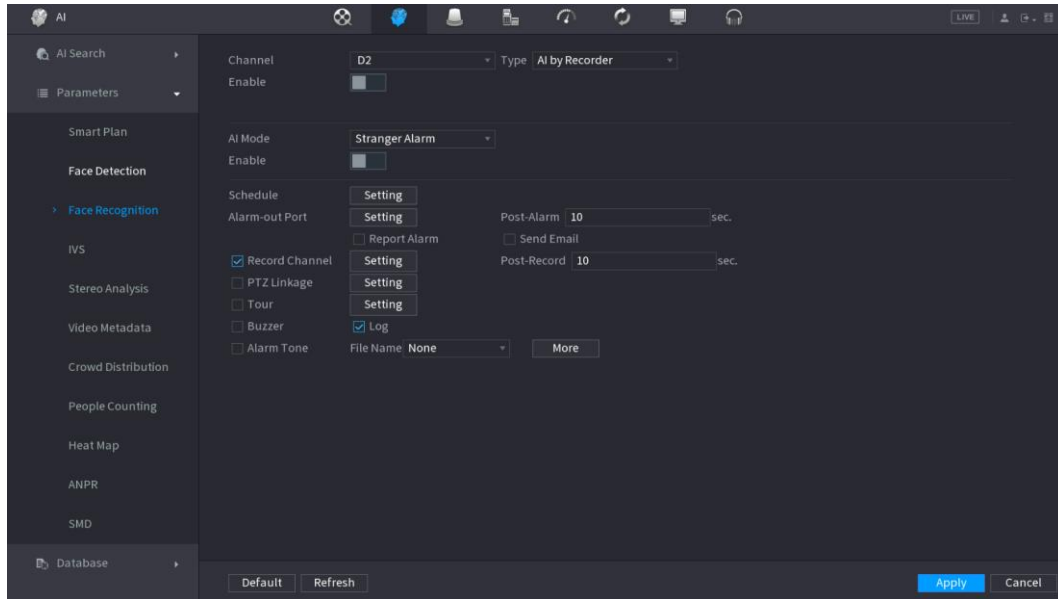 AI
LIVE
AI Search
Parameters
Smart Plan
Face Detection
Face Recognition
IVS
Stereo Analysis
Video Metadata
Crowd Distribution
People Counting
Heat Map
ANPR
SMD
Database
Channel D2 Type AI by Recorder
Enable
AI Mode Stranger Alarm
Enable
Schedule Setting
Alarm-out Port Setting Post-Alarm 10 sec.
Report Alarm Send Email
Record Channel Setting Post-Record 10 sec.
PTZ Linkage Setting
Tour Setting
Buzzer Log
Alarm Tone File Name None More
Default Refresh Apply Cancel